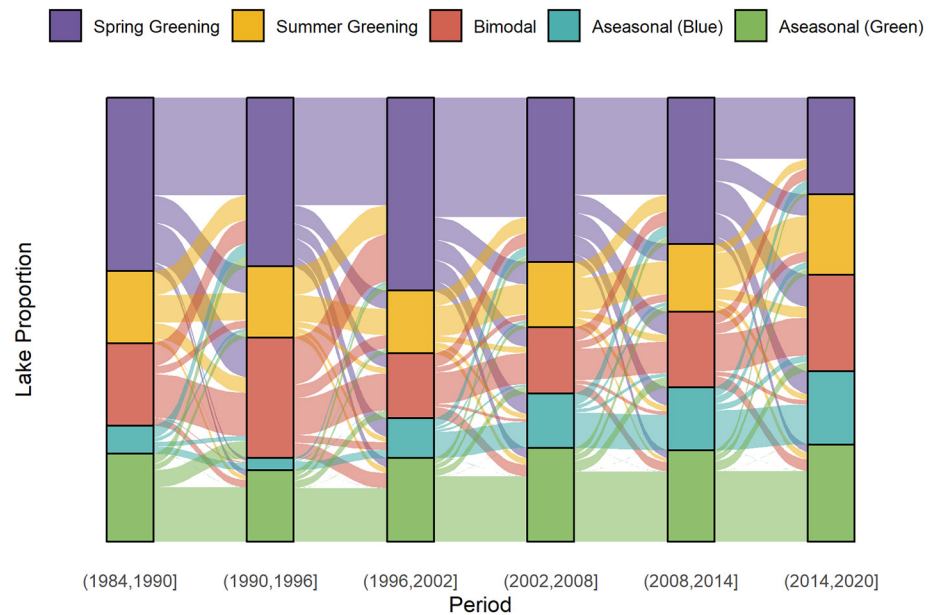 Spring Greening Summer Greening Bimodal Aseasonal (Blue) Aseasonal (Green)
Lake Proportion
(1984,1990] (1990,1996] (1996,2002] (2002,2008] (2008,2014] (2014,2020]
Period